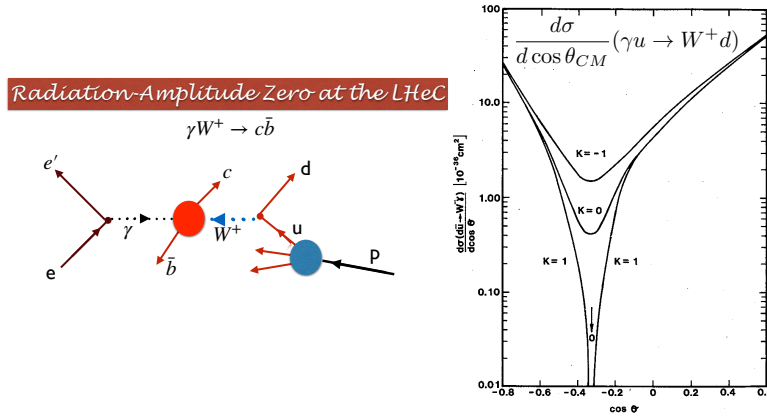 Radiation-Amplitude Zero at the LHeC
γW⁺ → cb̄
e′
c
d
γ
W⁺
u
e
b̄
p
dσ/d cos θ_CM (γu → W⁺d)
dσ(dū→W⁻γ)/dcos θ [10⁻³⁶cm²]
100
10.0
1.00
0.10
0.01
K=-1
K=0
K=1 K=1
0
-0.8 -0.6 -0.4 -0.2 0 0.2 0.4 0.6
cos θ